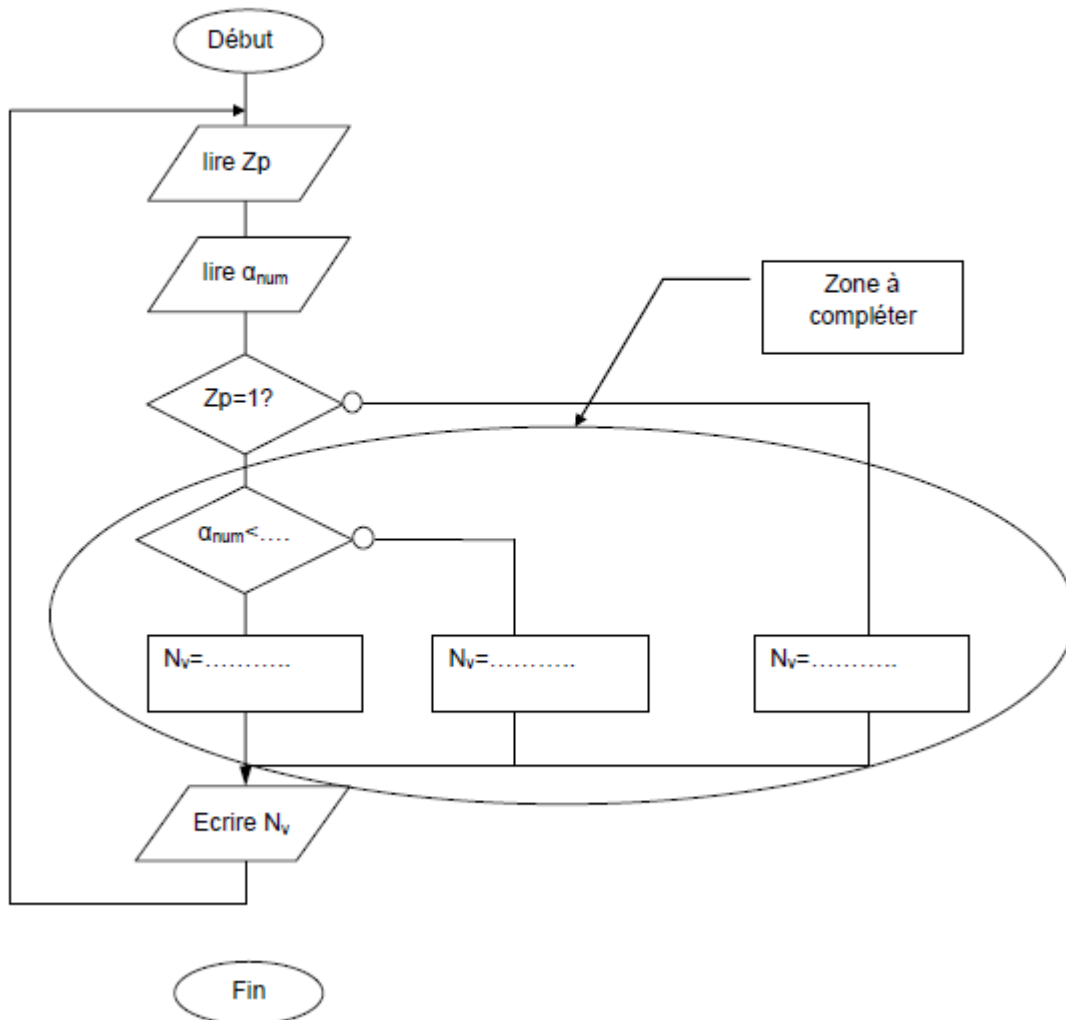 Début
lire Zp
lire αnum
Zone à
compléter
Zp=1?
αnum<….
Nv=………..
Nv=………..
Nv=………..
Ecrire Nv
Fin